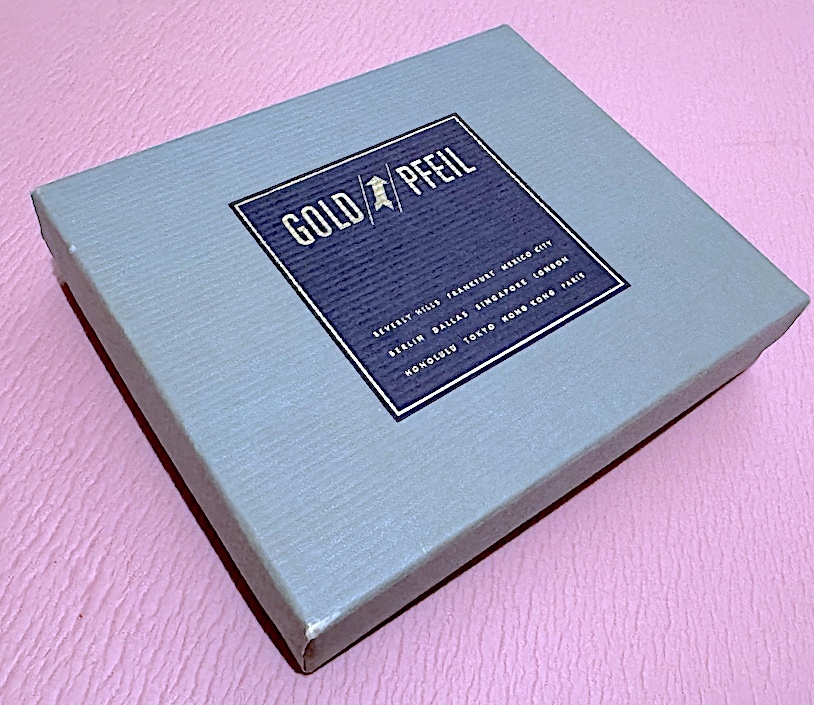 GOLD PFEIL
BEVERLY HILLS FRANKFURT MEXICO CITY
BERLIN DALLAS SINGAPORE LONDON
HONOLULU TOKYO HONG KONG PARIS